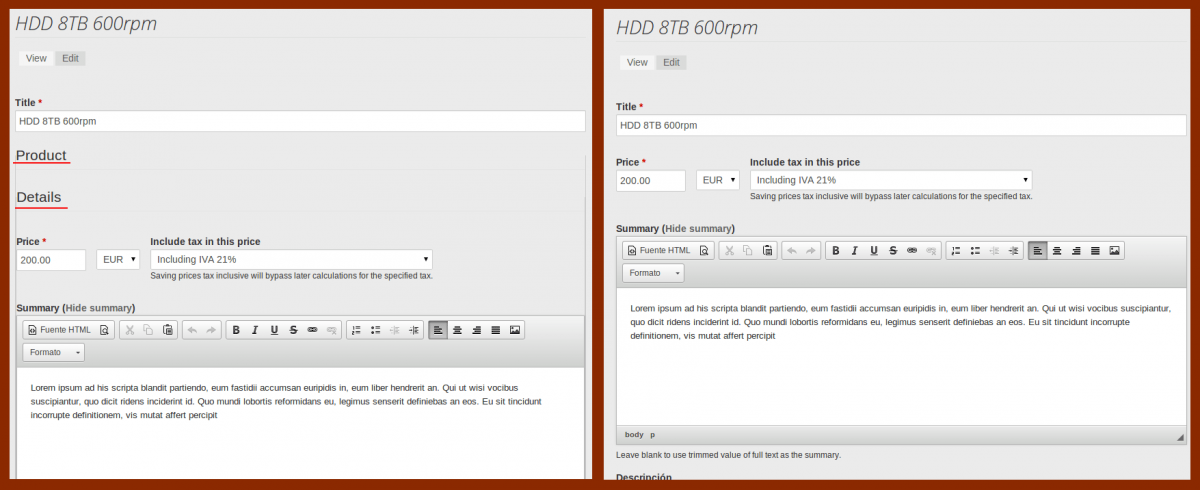 HDD 8TB 600rpm
View Edit
Title *
HDD 8TB 600rpm
Product
Details
Price * Include tax in this price
200.00 EUR Including IVA 21%
Saving prices tax inclusive will bypass later calculations for the specified tax.
Summary (Hide summary)
Fuente HTML B I U S
Formato
Lorem ipsum ad his scripta blandit partiendo, eum fastidii accumsan euripidis in, eum liber hendrerit an. Qui ut wisi vocibus
suscipiantur, quo dicit ridens inciderint id. Quo mundi lobortis reformidans eu, legimus senserit definiebas an eos. Eu sit tincidunt
incorrupte definitionem, vis mutat affert percipit
HDD 8TB 600rpm
View Edit
Title *
HDD 8TB 600rpm
Price * Include tax in this price
200.00 EUR Including IVA 21%
Saving prices tax inclusive will bypass later calculations for the specified tax.
Summary (Hide summary)
Fuente HTML B I U S
Formato
Lorem ipsum ad his scripta blandit partiendo, eum fastidii accumsan euripidis in, eum liber hendrerit an. Qui ut wisi vocibus suscipiantur,
quo dicit ridens inciderint id. Quo mundi lobortis reformidans eu, legimus senserit definiebas an eos. Eu sit tincidunt incorrupte
definitionem, vis mutat affert percipit
body p
Leave blank to use trimmed value of full text as the summary.
Descripción